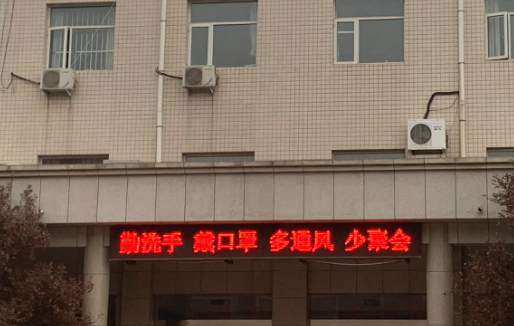 勤洗手 戴口罩 多通风 少聚会